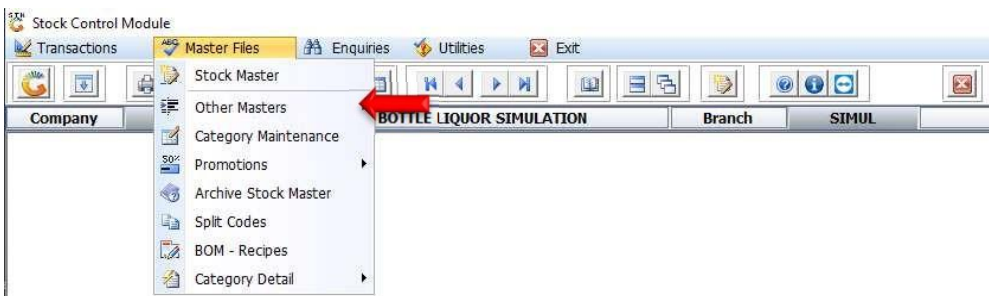 Stock Control Module
Transactions Master Files Enquiries Utilities Exit
Stock Master
Other Masters
Company BOTTLE LIQUOR SIMULATION Branch SIMUL
Category Maintenance
Promotions
Archive Stock Master
Split Codes
BOM - Recipes
Category Detail